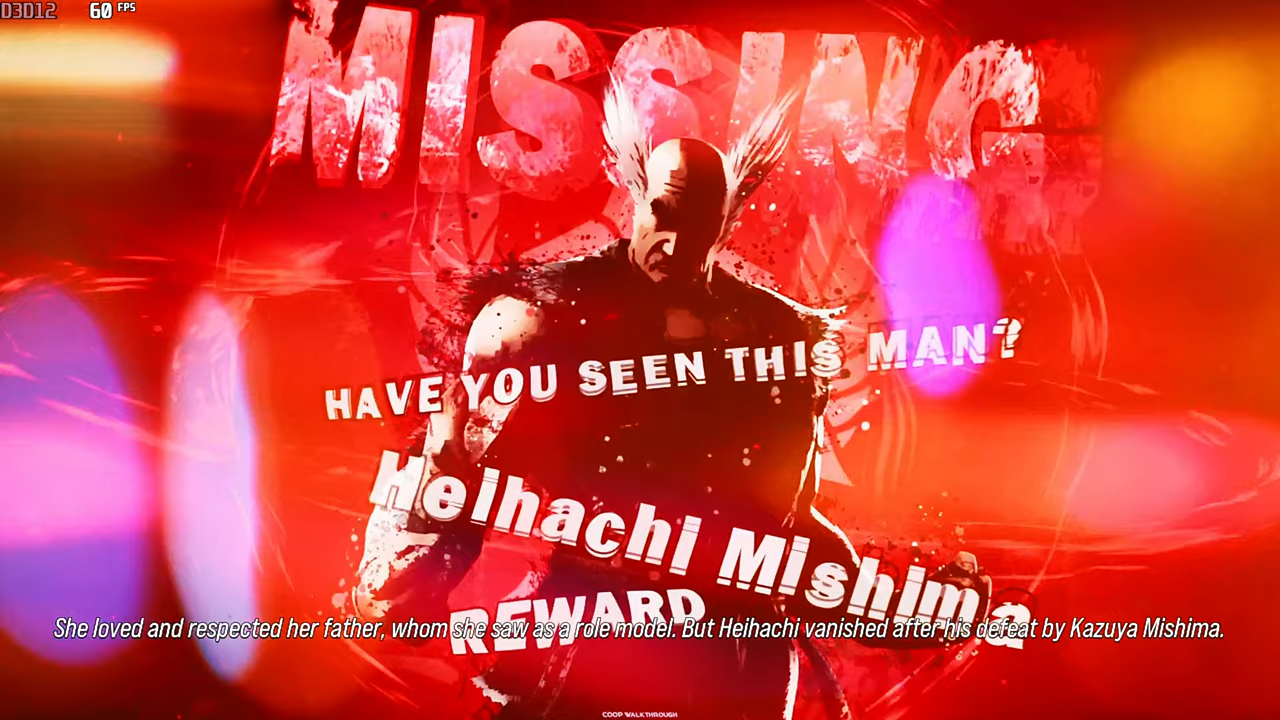 D3D12 60 FPS
MISSING
HAVE YOU SEEN THIS MAN?
Heihachi Mishima
REWARD
She loved and respected her father, whom she saw as a role model. But Heihachi vanished after his defeat by Kazuya Mishima.
COOP WALKTHROUGH